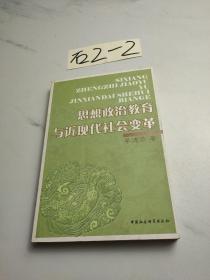 石2-2
SIXIANG
ZHENGZHI JIAOYU
YU
JINXIANDAI SHEHUI
BIANGE
思想政治教育
与近现代社会变革
著
中国社会科学出版社